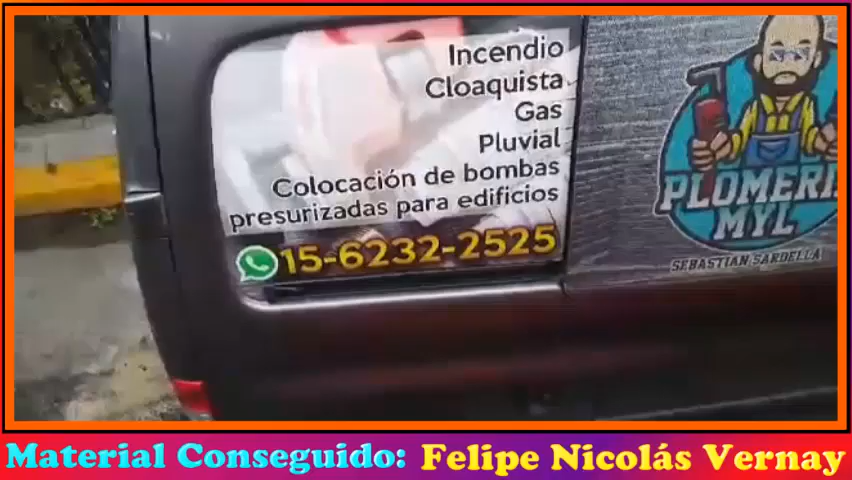 Incendio
Cloaquista
Gas
Pluvial
Colocación de bombas
presurizadas para edificios
15-6232-2525
PLOMERI
MYL
SEBASTIAN SARDELLA
Material Conseguido: Felipe Nicolás Vernay